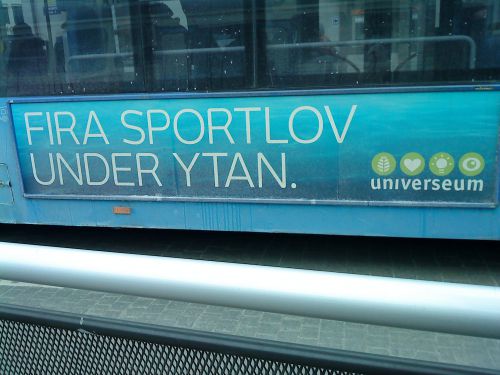 FIRA SPORTLOV
UNDER YTAN.
universeum